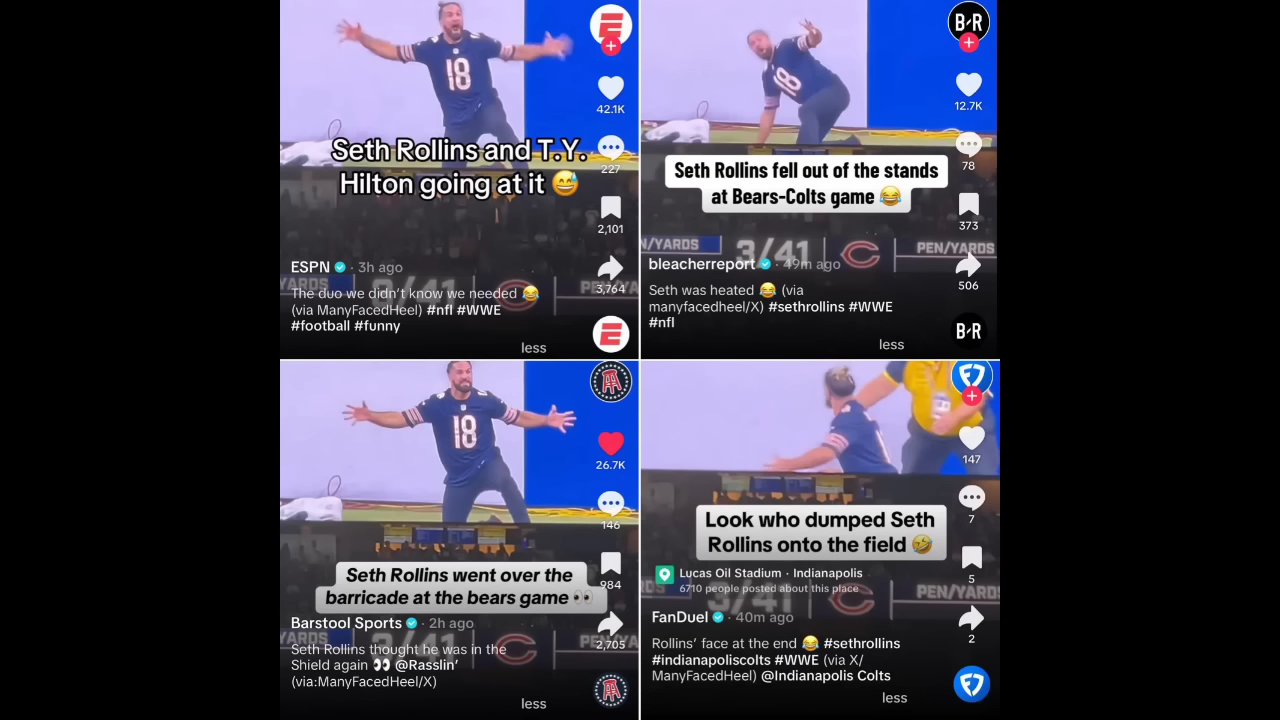 18
42.1K
Seth Rollins and T.Y.
Hilton going at it 😅
227
2,101
ESPN · 3h ago
3,764
The duo we didn't know we needed 😂
(via ManyFacedHeel) #nfl #WWE
#football #funny
less
B/R
18
12.7K
78
Seth Rollins fell out of the stands
at Bears-Colts game 😂
373
N/YARDS 3/41 PEN/YARDS
bleacherreport · 49m ago
506
Seth was heated 😂 (via
manyfacedheel/X) #sethrollins #WWE
#nfl
B/R
less
18
26.7K
146
Seth Rollins went over the
barricade at the bears game 👀
984
Barstool Sports · 2h ago
2,705
Seth Rollins thought he was in the
Shield again 👀 @Rasslin'
(via:ManyFacedHeel/X)
less
147
7
Look who dumped Seth
Rollins onto the field 🤣
Lucas Oil Stadium · Indianapolis
6710 people posted about this place
5
3/41 PEN/YARDS
FanDuel · 40m ago
2
Rollins' face at the end 😂 #sethrollins
#indianapoliscolts #WWE (via X/
ManyFacedHeel) @Indianapolis Colts
less